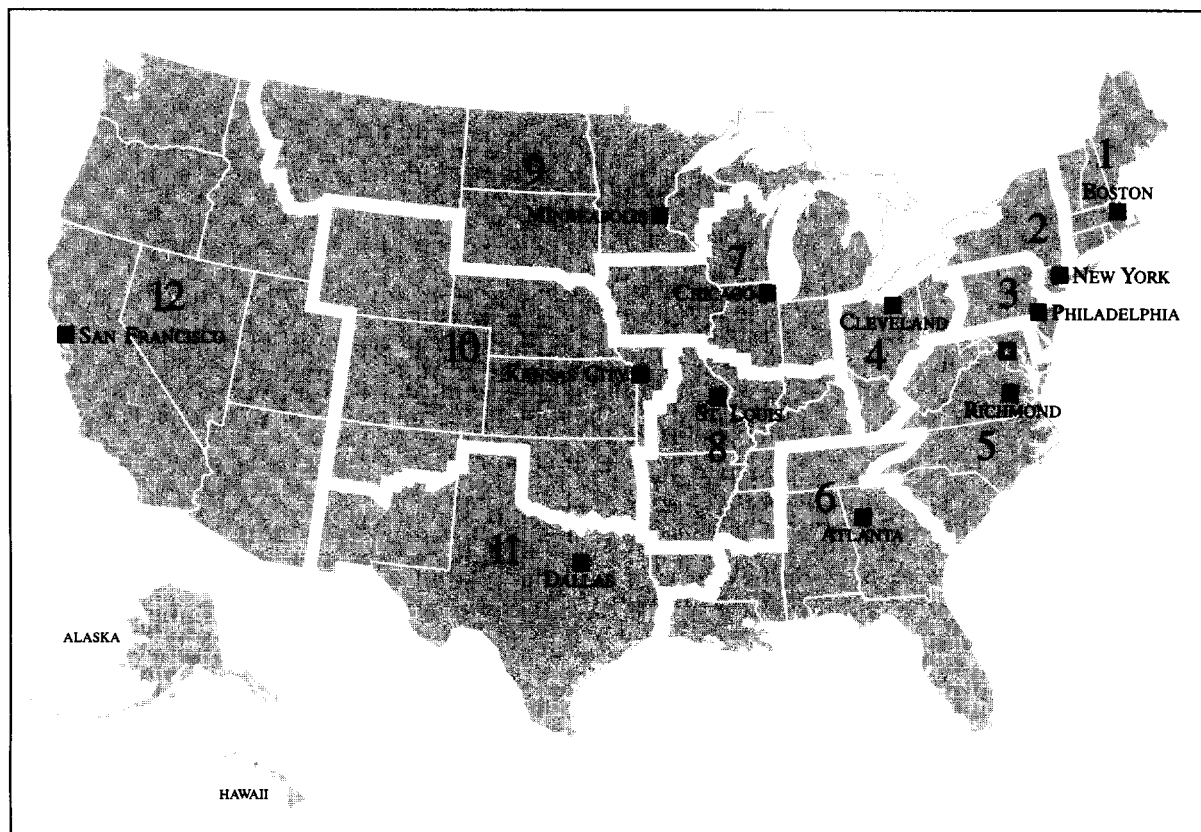 1
BOSTON
9
MINNEAPOLIS
2
7
NEW YORK
12
CHICAGO
3
CLEVELAND
PHILADELPHIA
SAN FRANCISCO
10
4
KANSAS CITY
ST. LOUIS
RICHMOND
8
5
6
ATLANTA
11
DALLAS
ALASKA
HAWAII